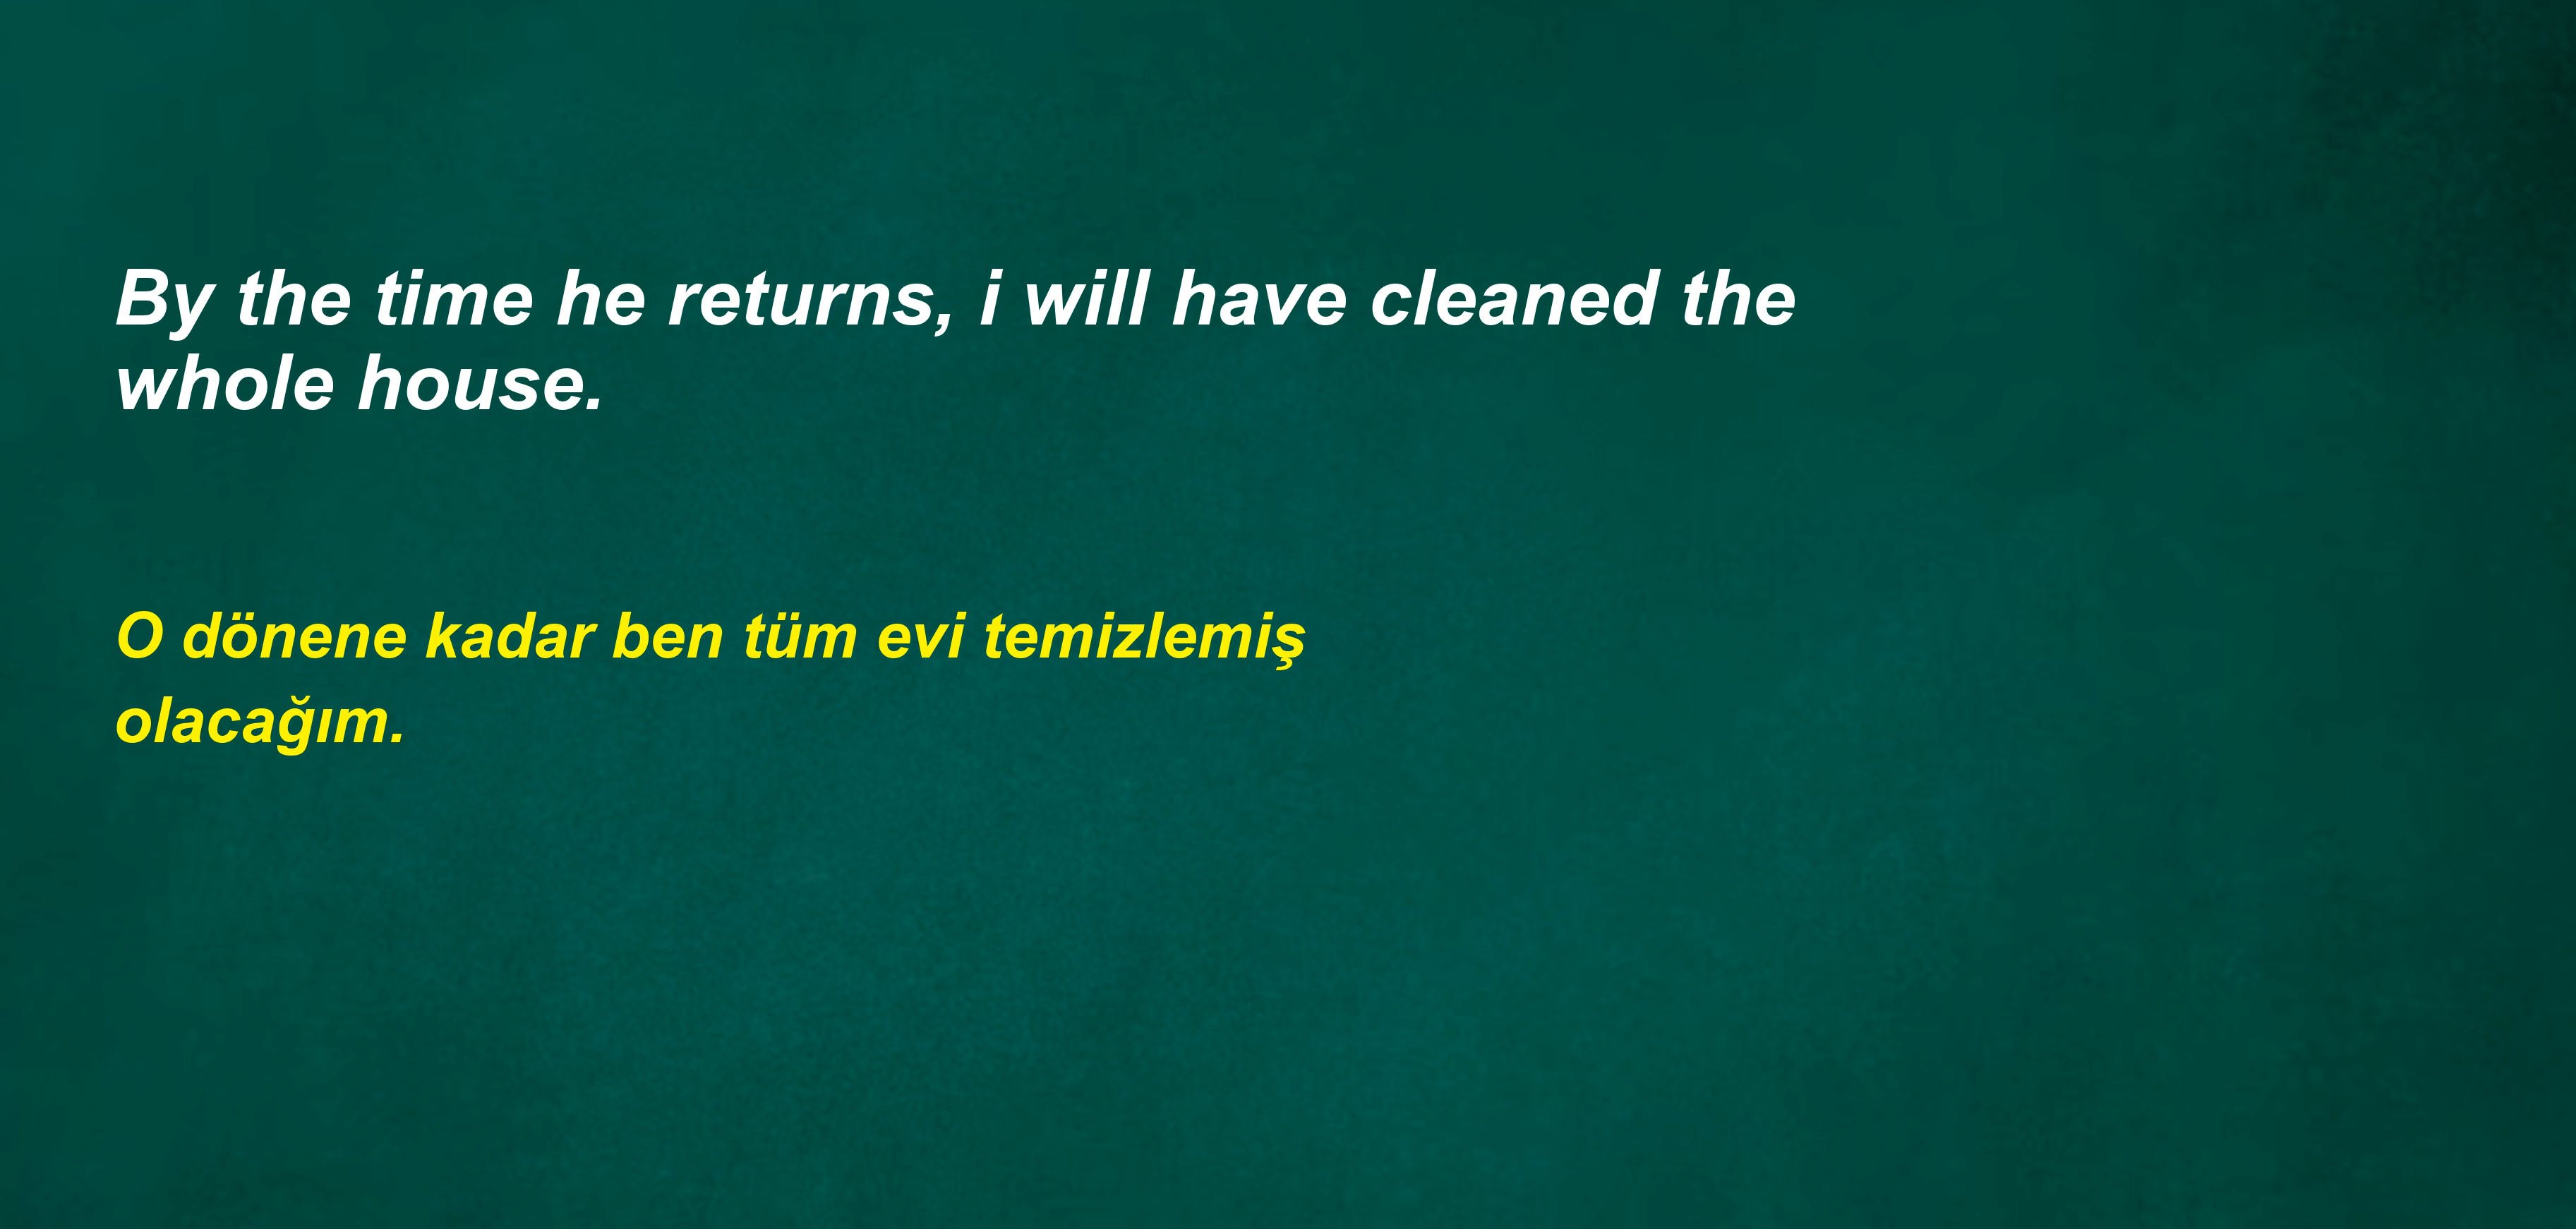 By the time he returns, i will have cleaned the
whole house.
O dönene kadar ben tüm evi temizlemiş
olacağım.